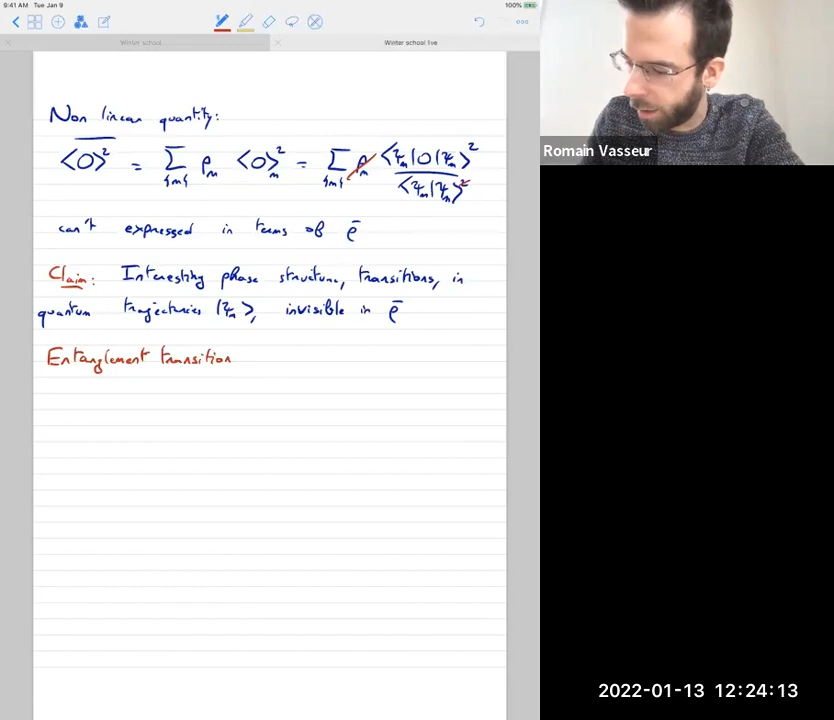 9:41 AM Tue Jan 9
100%
Winter school
Winter school live
Non linear quantity:
\overline{⟨O⟩²} = Σ_{m} p_m ⟨O⟩²_m = Σ_{m} p_m ⟨ψ_m|O|ψ_m⟩² / ⟨ψ_m|ψ_m⟩²
can't expressed in terms of ρ̄
Claim: Interesting phase structure, transitions, in
quantum trajectories |ψ_m⟩, invisible in ρ̄
Entanglement transition
Romain Vasseur
2022-01-13 12:24:13